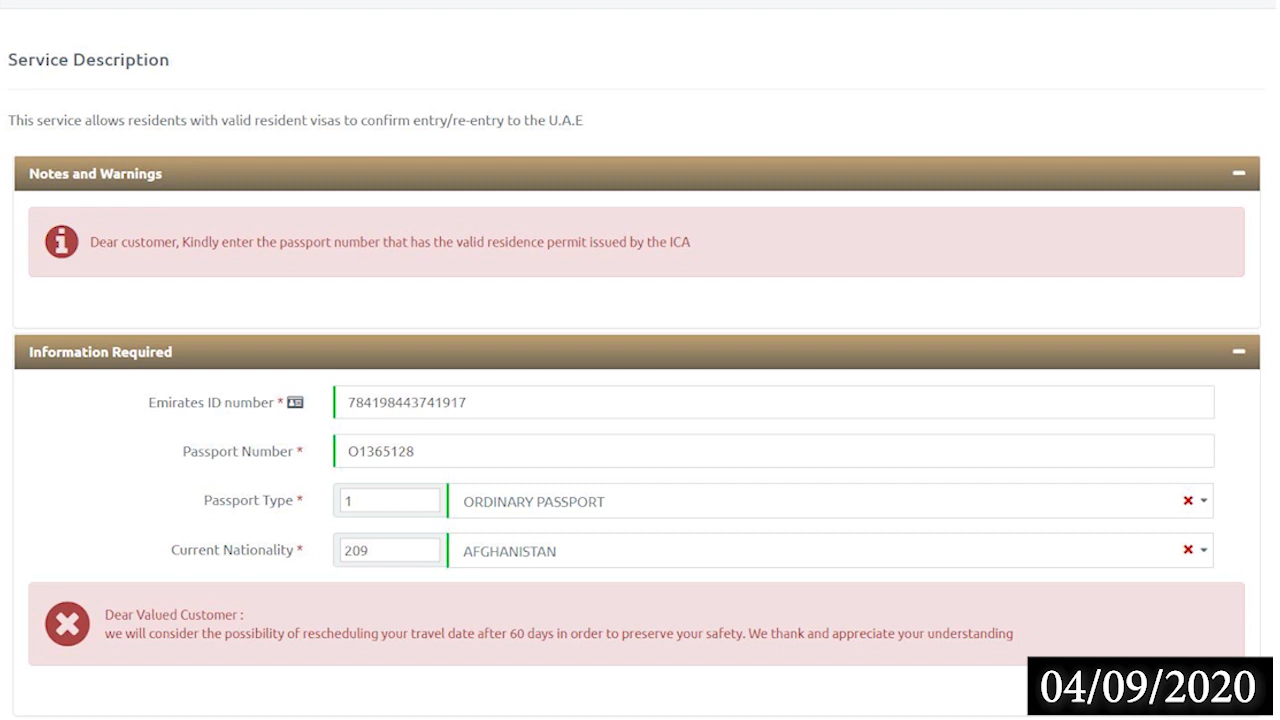 Service Description
This service allows residents with valid resident visas to confirm entry/re-entry to the U.A.E
Notes and Warnings
Dear customer, Kindly enter the passport number that has the valid residence permit issued by the ICA
Information Required
Emirates ID number * 784198443741917
Passport Number * O1365128
Passport Type * 1 ORDINARY PASSPORT
Current Nationality * 209 AFGHANISTAN
Dear Valued Customer :
we will consider the possibility of rescheduling your travel date after 60 days in order to preserve your safety. We thank and appreciate your understanding
04/09/2020